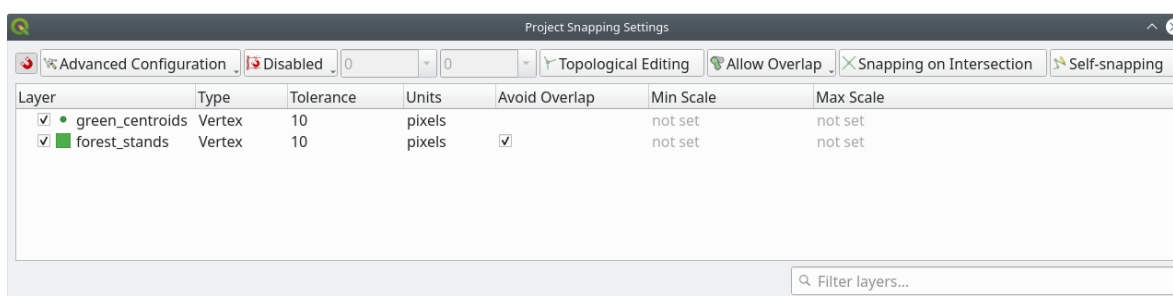 Project Snapping Settings
Advanced Configuration Disabled 0 0 Topological Editing Allow Overlap Snapping on Intersection Self-snapping
Layer Type Tolerance Units Avoid Overlap Min Scale Max Scale
green_centroids Vertex 10 pixels not set not set
forest_stands Vertex 10 pixels not set not set
Filter layers...